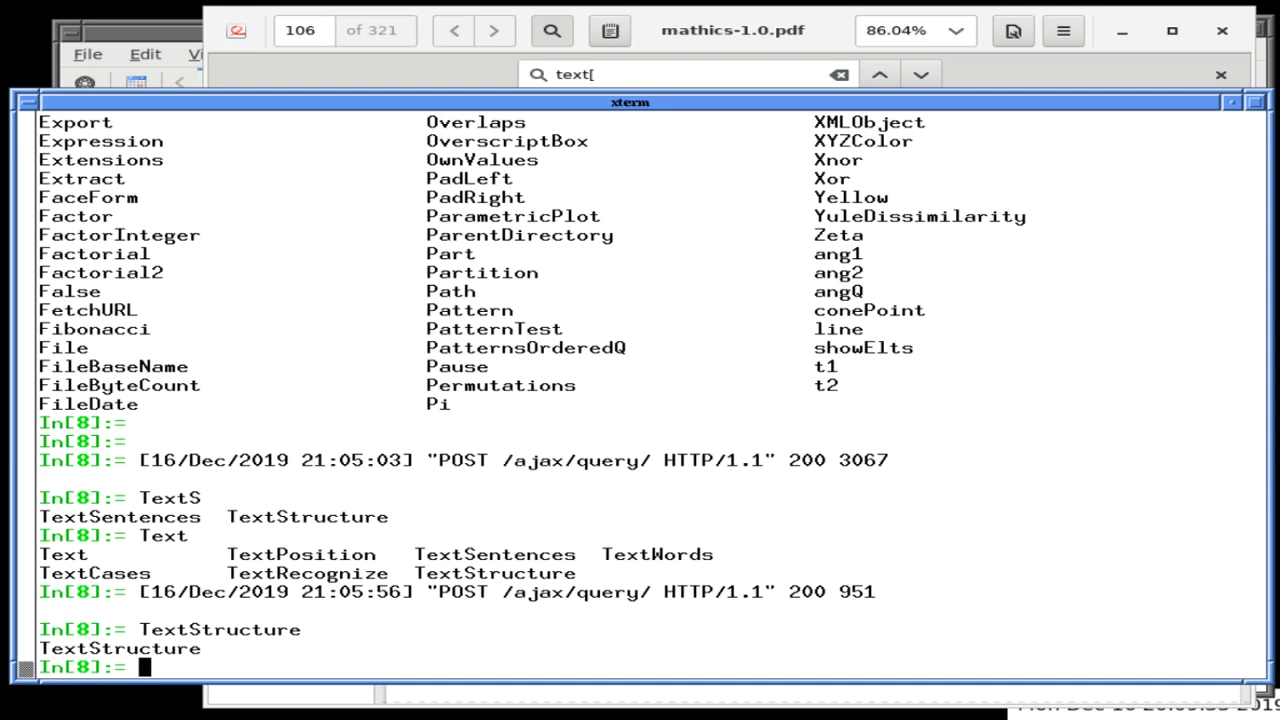 106 of 321 mathics-1.0.pdf 86.04%
File Edit
text[
xterm
Export Overlaps XMLObject
Expression OverscriptBox XYZColor
Extensions OwnValues Xnor
Extract PadLeft Xor
FaceForm PadRight Yellow
Factor ParametricPlot YuleDissimilarity
FactorInteger ParentDirectory Zeta
Factorial Part ang1
Factorial2 Partition ang2
False Path angQ
FetchURL Pattern conePoint
Fibonacci PatternTest line
File PatternsOrderedQ showElts
FileBaseName Pause t1
FileByteCount Permutations t2
FileDate Pi
In[8]:=
In[8]:=
In[8]:= [16/Dec/2019 21:05:03] "POST /ajax/query/ HTTP/1.1" 200 3067
In[8]:= TextS
TextSentences TextStructure
In[8]:= Text
Text TextPosition TextSentences TextWords
TextCases TextRecognize TextStructure
In[8]:= [16/Dec/2019 21:05:56] "POST /ajax/query/ HTTP/1.1" 200 951
In[8]:= TextStructure
TextStructure
In[8]:=